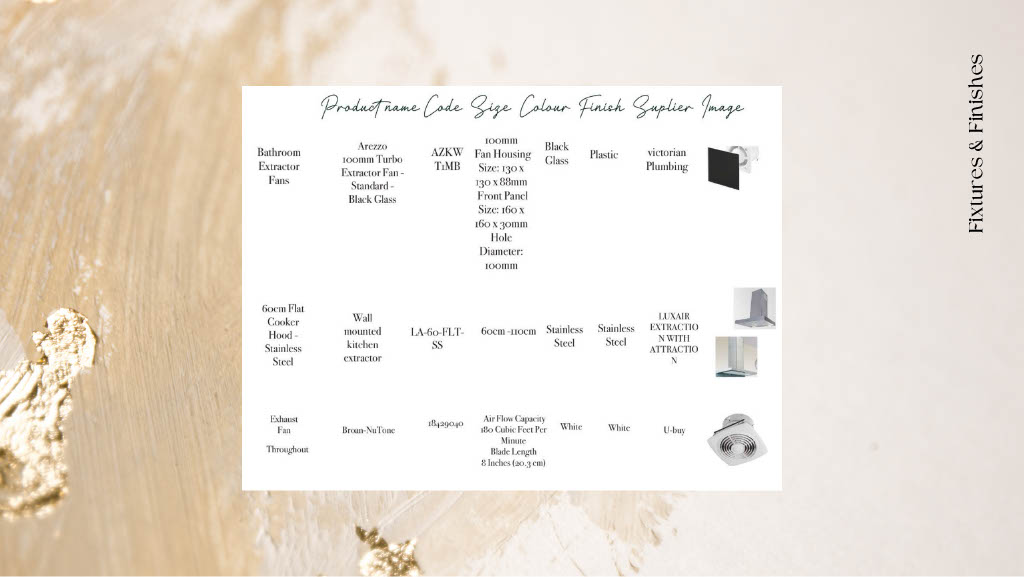 Fixtures & Finishes
Product name Code Size Colour Finish Suplier Image
Bathroom
Extractor
Fans
Arezzo
100mm Turbo
Extractor Fan -
Standard -
Black Glass
AZKW
T1MB
100mm
Fan Housing
Size: 130 x
130 x 88mm
Front Panel
Size: 160 x
160 x 30mm
Hole
Diameter:
100mm
Black
Glass
Plastic
victorian
Plumbing
60cm Flat
Cooker
Hood -
Stainless
Steel
Wall
mounted
kitchen
extractor
LA-60-FLT-
SS
60cm -110cm
Stainless
Steel
Stainless
Steel
LUXAIR
EXTRACTIO
N WITH
ATTRACTIO
N
Exhaust
Fan
Throughout
Broan-NuTone
18429040
Air Flow Capacity
180 Cubic Feet Per
Minute
Blade Length
8 Inches (20.3 cm)
White
White
U-buy